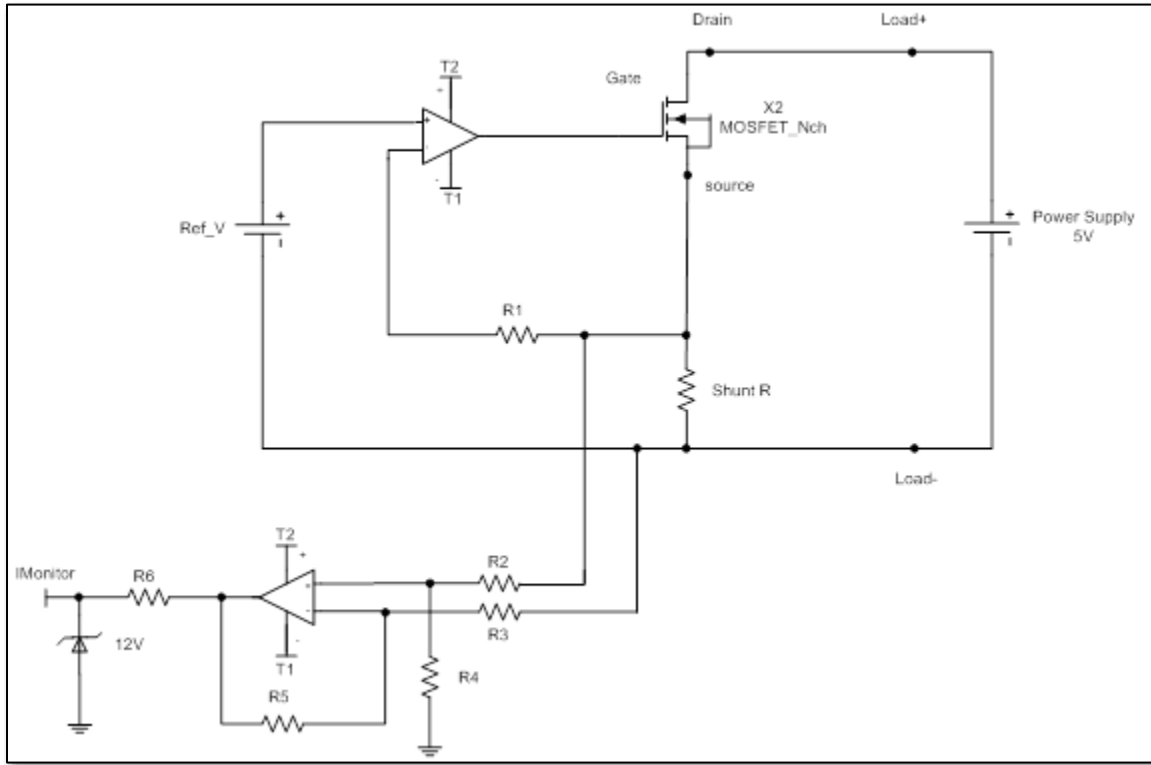 Drain
Load+
T2
Gate
+
X2
MOSFET_Nch
+
-
-
T1
source
Ref_V
+
Power Supply
5V
+
R1
Shunt R
Load-
T2
+
IMonitor
R6
R2
+
-
R3
12V
-
T1
R4
R5